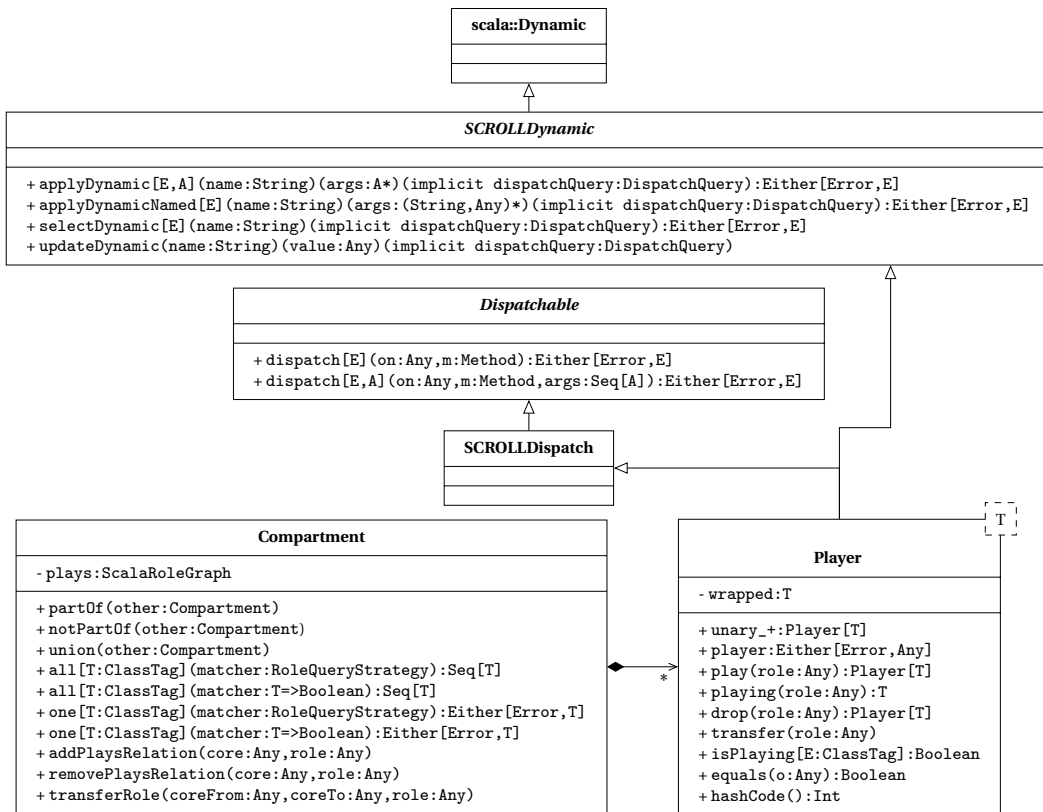 scala::Dynamic
SCROLLDynamic
+ applyDynamic[E,A](name:String)(args:A*)(implicit dispatchQuery:DispatchQuery):Either[Error,E]
+ applyDynamicNamed[E](name:String)(args:(String,Any)*)(implicit dispatchQuery:DispatchQuery):Either[Error,E]
+ selectDynamic[E](name:String)(implicit dispatchQuery:DispatchQuery):Either[Error,E]
+ updateDynamic(name:String)(value:Any)(implicit dispatchQuery:DispatchQuery)
Dispatchable
+ dispatch[E](on:Any,m:Method):Either[Error,E]
+ dispatch[E,A](on:Any,m:Method,args:Seq[A]):Either[Error,E]
SCROLLDispatch
Compartment
- plays:ScalaRoleGraph
+ partOf(other:Compartment)
+ notPartOf(other:Compartment)
+ union(other:Compartment)
+ all[T:ClassTag](matcher:RoleQueryStrategy):Seq[T]
+ all[T:ClassTag](matcher:T=>Boolean):Seq[T]
+ one[T:ClassTag](matcher:RoleQueryStrategy):Either[Error,T]
+ one[T:ClassTag](matcher:T=>Boolean):Either[Error,T]
+ addPlaysRelation(core:Any,role:Any)
+ removePlaysRelation(core:Any,role:Any)
+ transferRole(coreFrom:Any,coreTo:Any,role:Any)
*
T
Player
- wrapped:T
+ unary_+:Player[T]
+ player:Either[Error,Any]
+ play(role:Any):Player[T]
+ playing(role:Any):T
+ drop(role:Any):Player[T]
+ transfer(role:Any)
+ isPlaying[E:ClassTag]:Boolean
+ equals(o:Any):Boolean
+ hashCode():Int